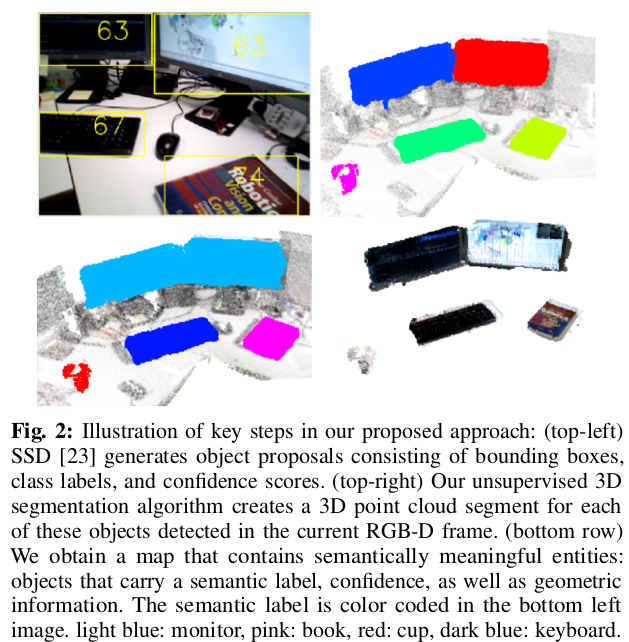 63
63
67
Robotic
Vision
and
Fig. 2: Illustration of key steps in our proposed approach: (top-left)
SSD [23] generates object proposals consisting of bounding boxes,
class labels, and confidence scores. (top-right) Our unsupervised 3D
segmentation algorithm creates a 3D point cloud segment for each
of these objects detected in the current RGB-D frame. (bottom row)
We obtain a map that contains semantically meaningful entities:
objects that carry a semantic label, confidence, as well as geometric
information. The semantic label is color coded in the bottom left
image. light blue: monitor, pink: book, red: cup, dark blue: keyboard.